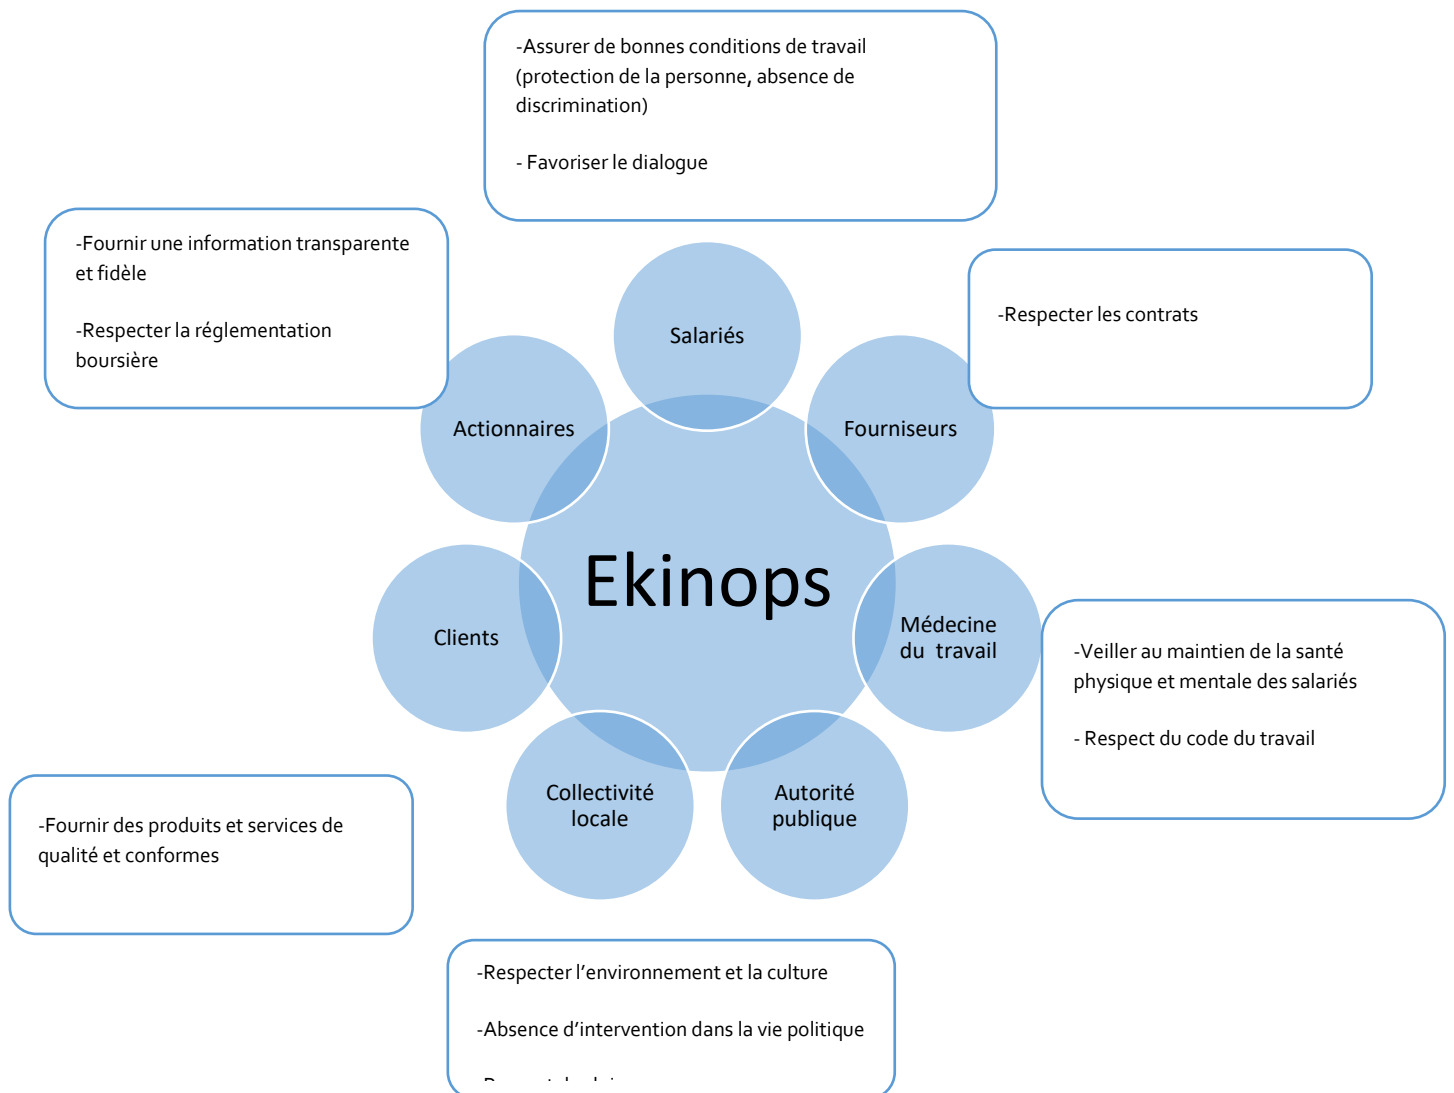 -Assurer de bonnes conditions de travail
(protection de la personne, absence de
discrimination)
- Favoriser le dialogue
-Fournir une information transparente
et fidèle
-Respecter la réglementation
boursière
-Respecter les contrats
Salariés
Actionnaires
Fourniseurs
Ekinops
Clients
Médecine
du travail
-Veiller au maintien de la santé
physique et mentale des salariés
- Respect du code du travail
Collectivité
locale
Autorité
publique
-Fournir des produits et services de
qualité et conformes
-Respecter l’environnement et la culture
-Absence d’intervention dans la vie politique